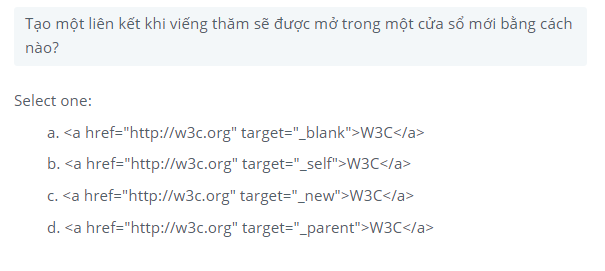 Tạo một liên kết khi viếng thăm sẽ được mở trong một cửa sổ mới bằng cách
nào?
Select one:
a. <a href="http://w3c.org" target="_blank">W3C</a>
b. <a href="http://w3c.org" target="_self">W3C</a>
c. <a href="http://w3c.org" target="_new">W3C</a>
d. <a href="http://w3c.org" target="_parent">W3C</a>